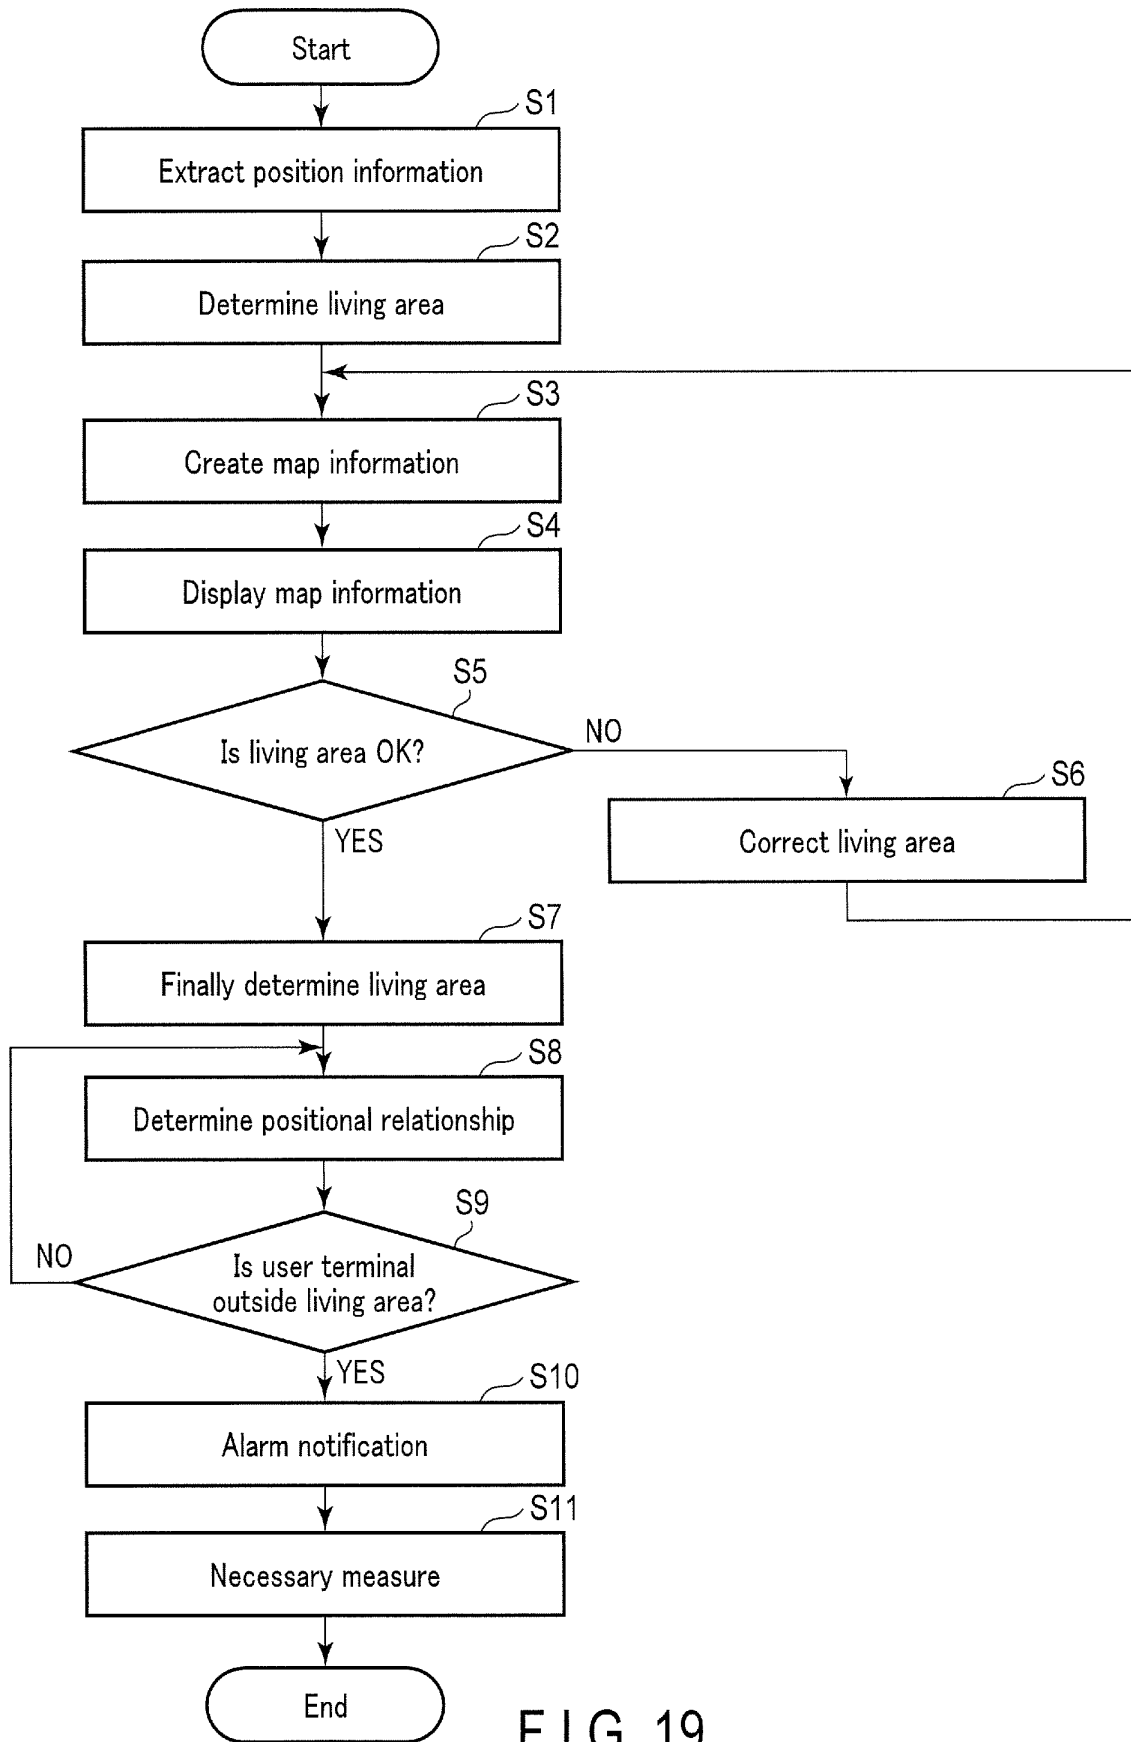 Start
S1
Extract position information
S2
Determine living area
S3
Create map information
S4
Display map information
S5
Is living area OK?
NO
S6
Correct living area
YES
S7
Finally determine living area
S8
Determine positional relationship
S9
NO
Is user terminal
outside living area?
YES
S10
Alarm notification
S11
Necessary measure
End
FIG. 19